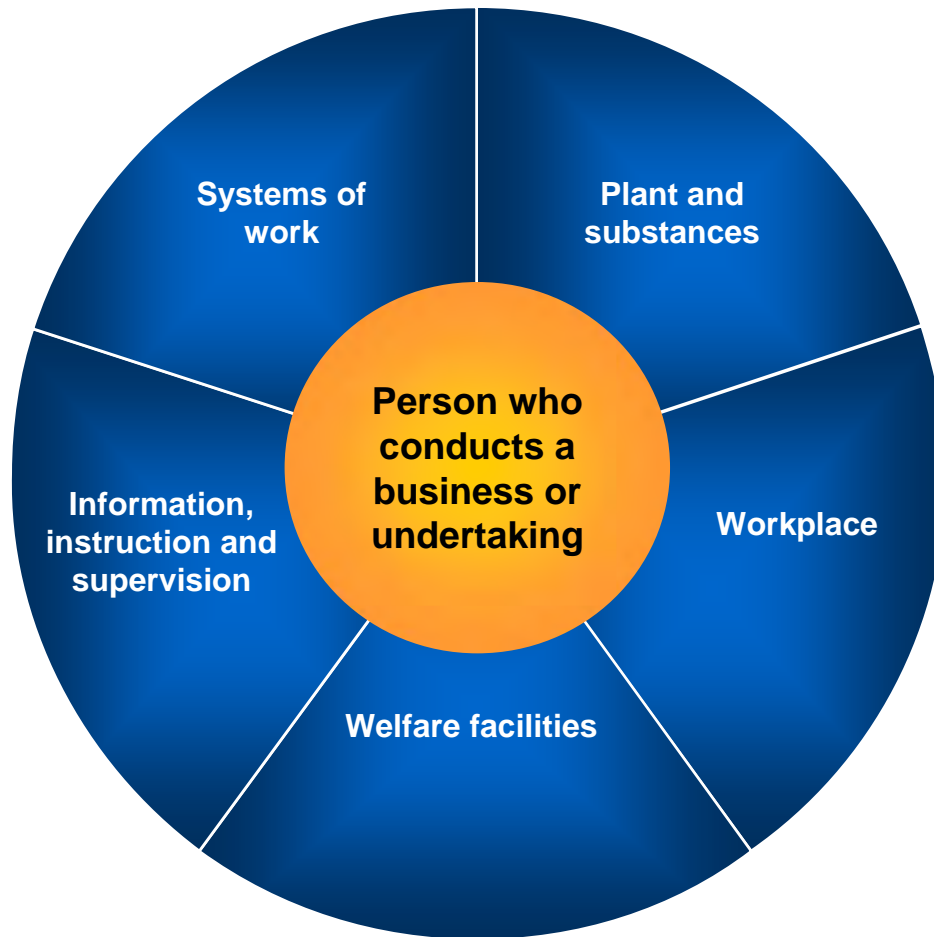 Systems of
work
Plant and
substances
Person who
conducts a
business or
undertaking
Information,
instruction and
supervision
Workplace
Welfare facilities